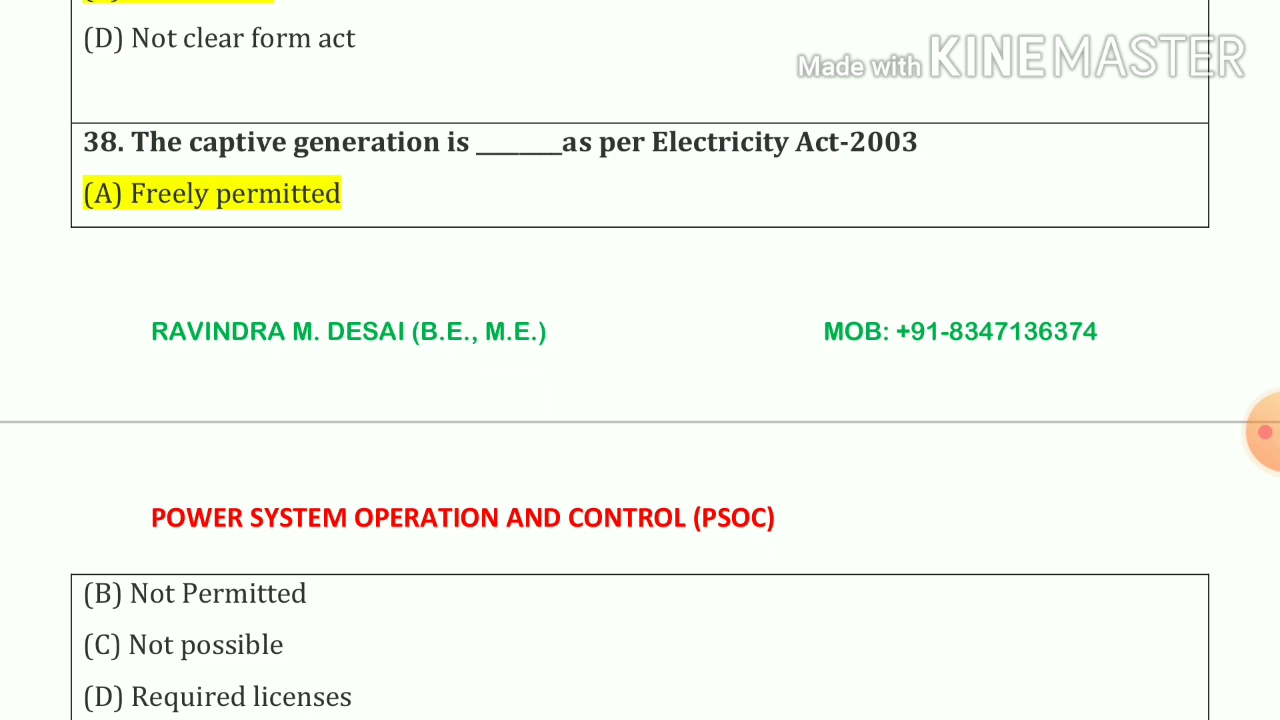 (D) Not clear form act
Made with KINEMASTER
38. The captive generation is ________as per Electricity Act-2003
(A) Freely permitted
RAVINDRA M. DESAI (B.E., M.E.) MOB: +91-8347136374
POWER SYSTEM OPERATION AND CONTROL (PSOC)
(B) Not Permitted
(C) Not possible
(D) Required licenses